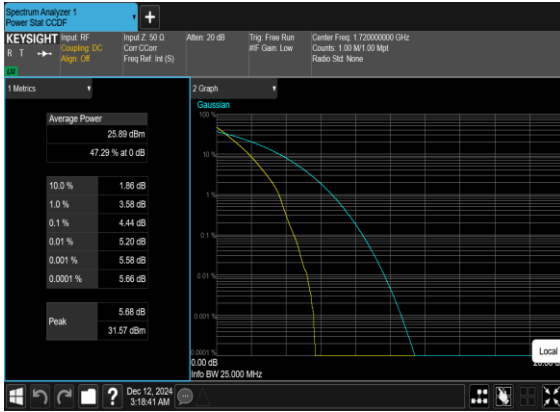 Spectrum Analyzer 1
Power Stat CCDF
KEYSIGHT
R T
Input: RF
Coupling: DC
Align: Off
Input Z: 50 Ω
Corr CCorr
Freq Ref: Int (S)
Atten: 20 dB
Trig: Free Run
#IF Gain: Low
Center Freq: 1.720000000 GHz
Counts: 1.00 M/1.00 Mpt
Radio Std: None
1 Metrics
Average Power
25.89 dBm
47.29 % at 0 dB
10.0 % 1.86 dB
1.0 % 3.58 dB
0.1 % 4.44 dB
0.01 % 5.20 dB
0.001 % 5.58 dB
0.0001 % 5.66 dB
Peak
5.68 dB
31.57 dBm
2 Graph
Gaussian
100 %
10 %
1 %
0.1 %
0.01 %
0.001 %
0.0001 %
0.00 dB
Info BW 25.000 MHz
Local
Dec 12, 2024
3:18:41 AM